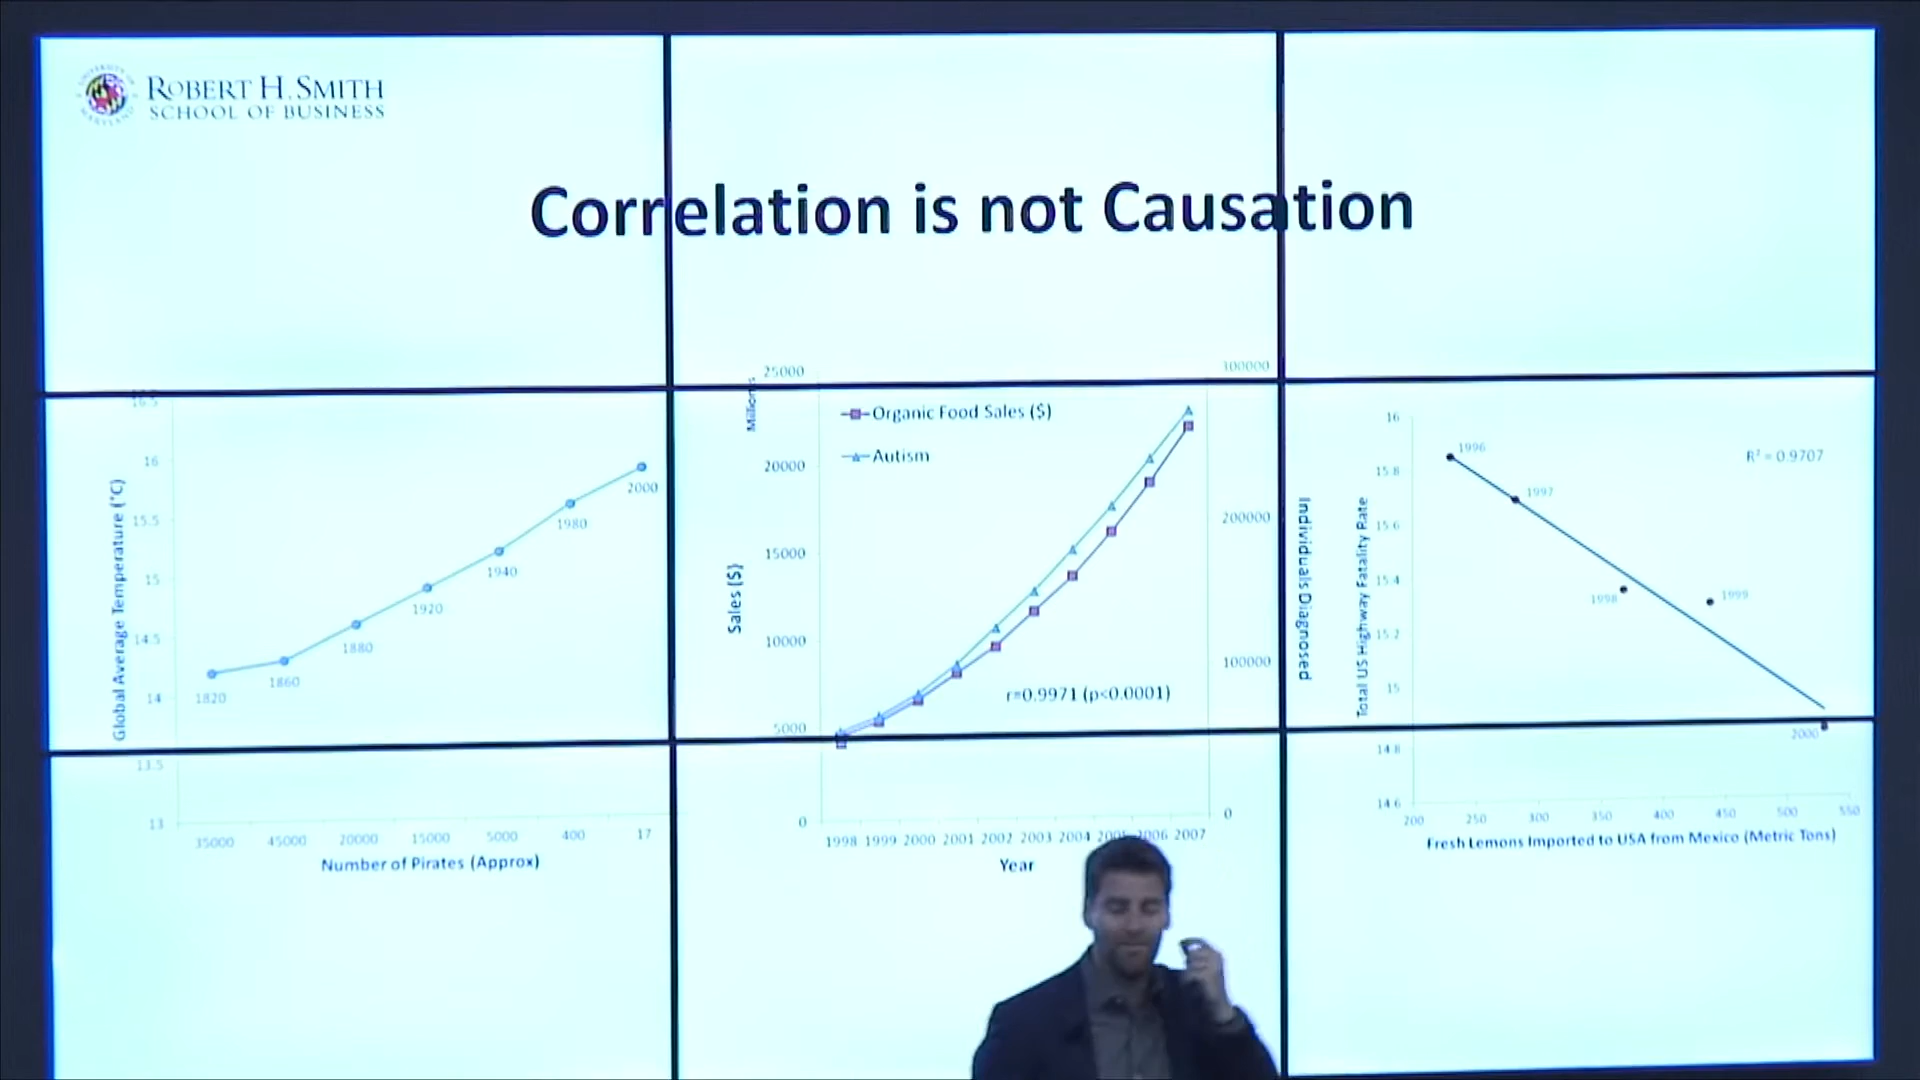 UNIVERSITY OF
MARYLAND
ROBERT H. SMITH
SCHOOL OF BUSINESS
Correlation is not Causation
Global Average Temperature (°C)
16.5
16
15.5
15
14.5
14
13.5
13
1820
1860
1880
1920
1940
1980
2000
35000 45000 20000 15000 5000 400 17
Number of Pirates (Approx)
Millions
Sales ($)
25000
20000
15000
10000
5000
0
Organic Food Sales ($)
Autism
r=0.9971 (p<0.0001)
300000
200000
100000
0
Individuals Diagnosed
1998 1999 2000 2001 2002 2003 2004 2005 2006 2007
Year
Total US Highway Fatality Rate
16
15.8
15.6
15.4
15.2
15
14.8
14.6
1996
1997
1998
1999
2000
R² = 0.9707
200 250 300 350 400 450 500 550
Fresh Lemons Imported to USA from Mexico (Metric Tons)